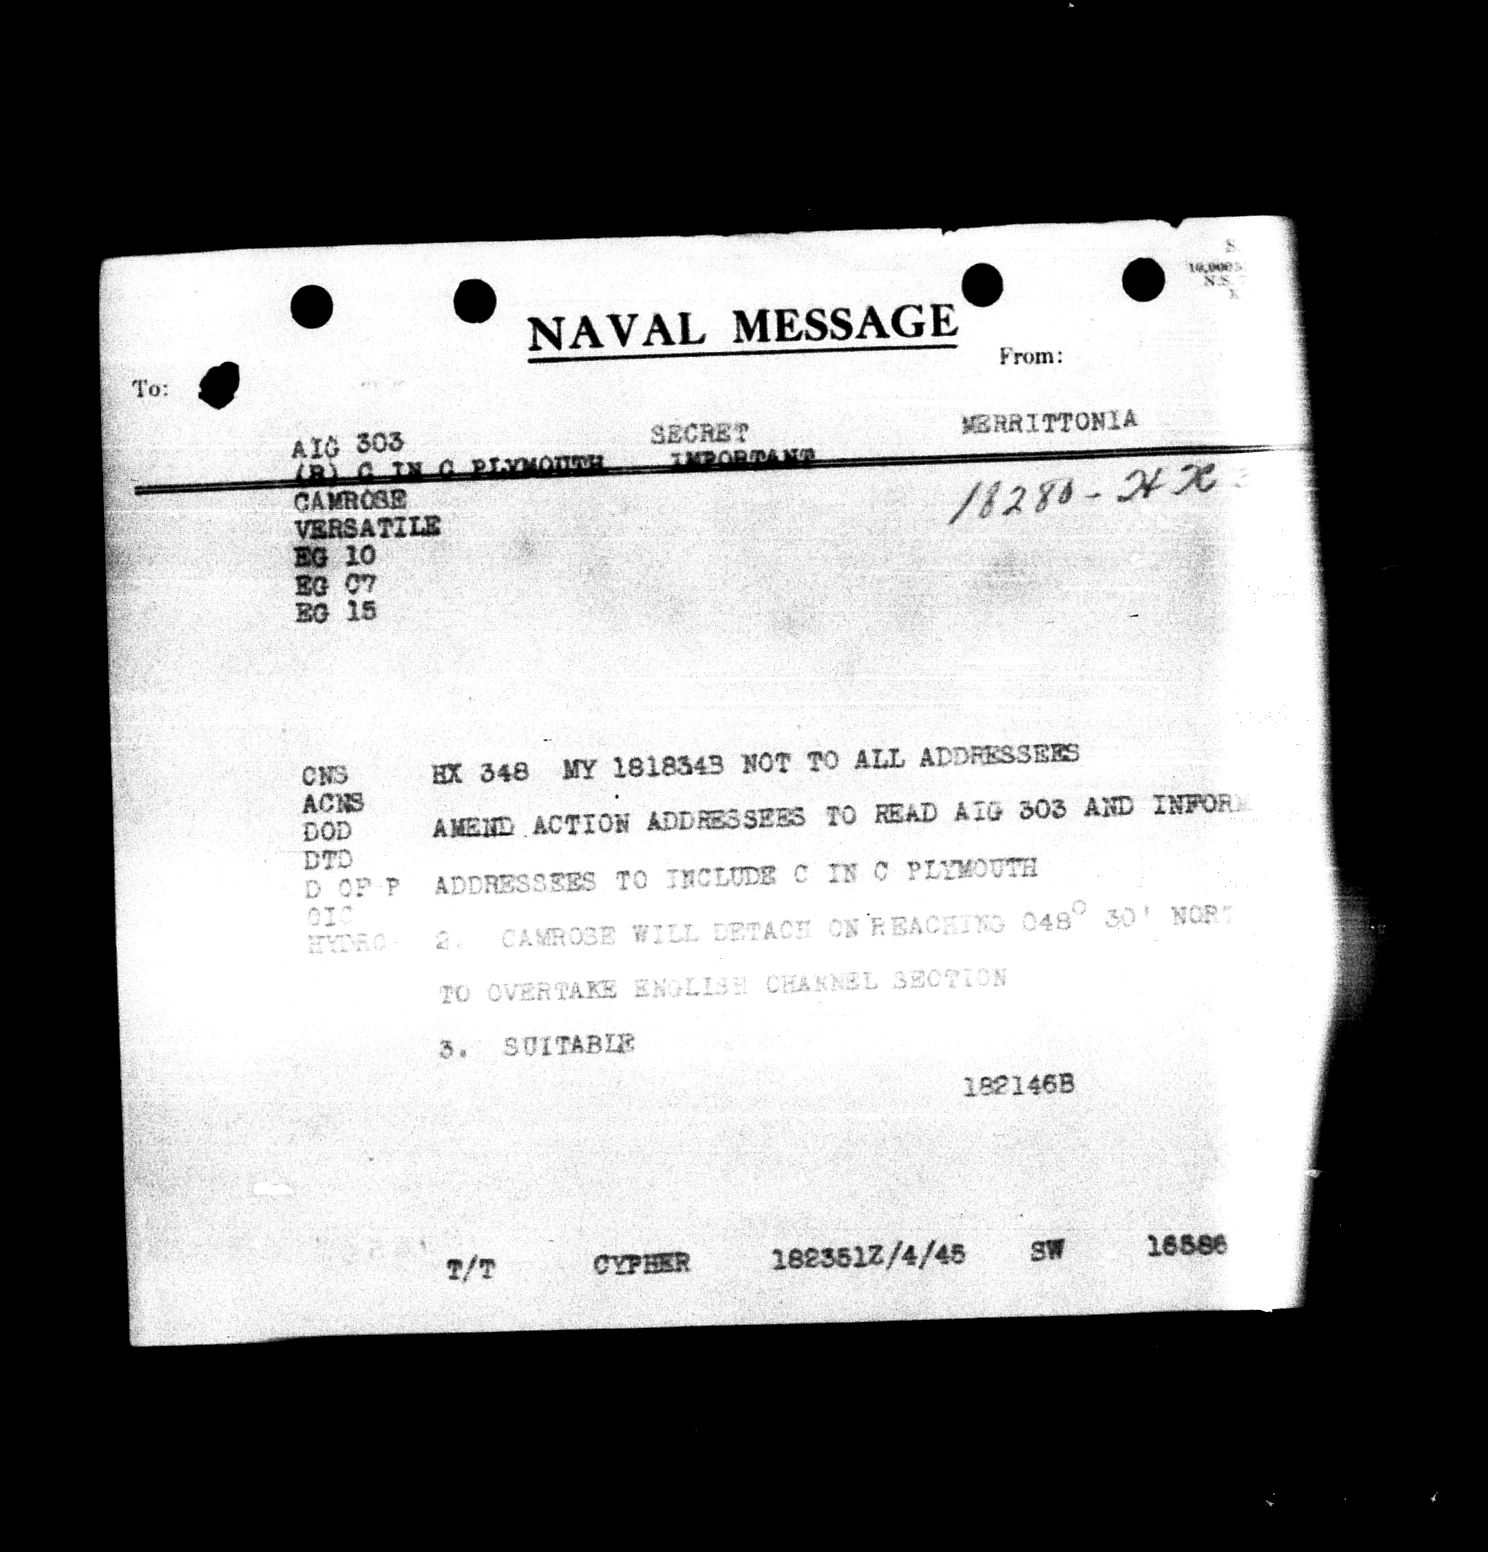 NAVAL MESSAGE
To:
From:
AIG 303 SECRET MERRITTONIA
(R) C IN C PLYMOUTH IMPORTANT
CAMROSE
VERSATILE
EG 10
EG 07
EG 15
CNS HX 348 MY 181834B NOT TO ALL ADDRESSEES
ACNS
DOD AMEND ACTION ADDRESSEES TO READ AIG 303 AND INFORM
DTD
D OF P ADDRESSEES TO INCLUDE C IN C PLYMOUTH
OIC
HYDRO 2. CAMROSE WILL DETACH ON REACHING 048° 30' NORT
TO OVERTAKE ENGLISH CHANNEL SECTION
3. SUITABLE
182146B
T/T CYPHER 182351Z/4/45 SW